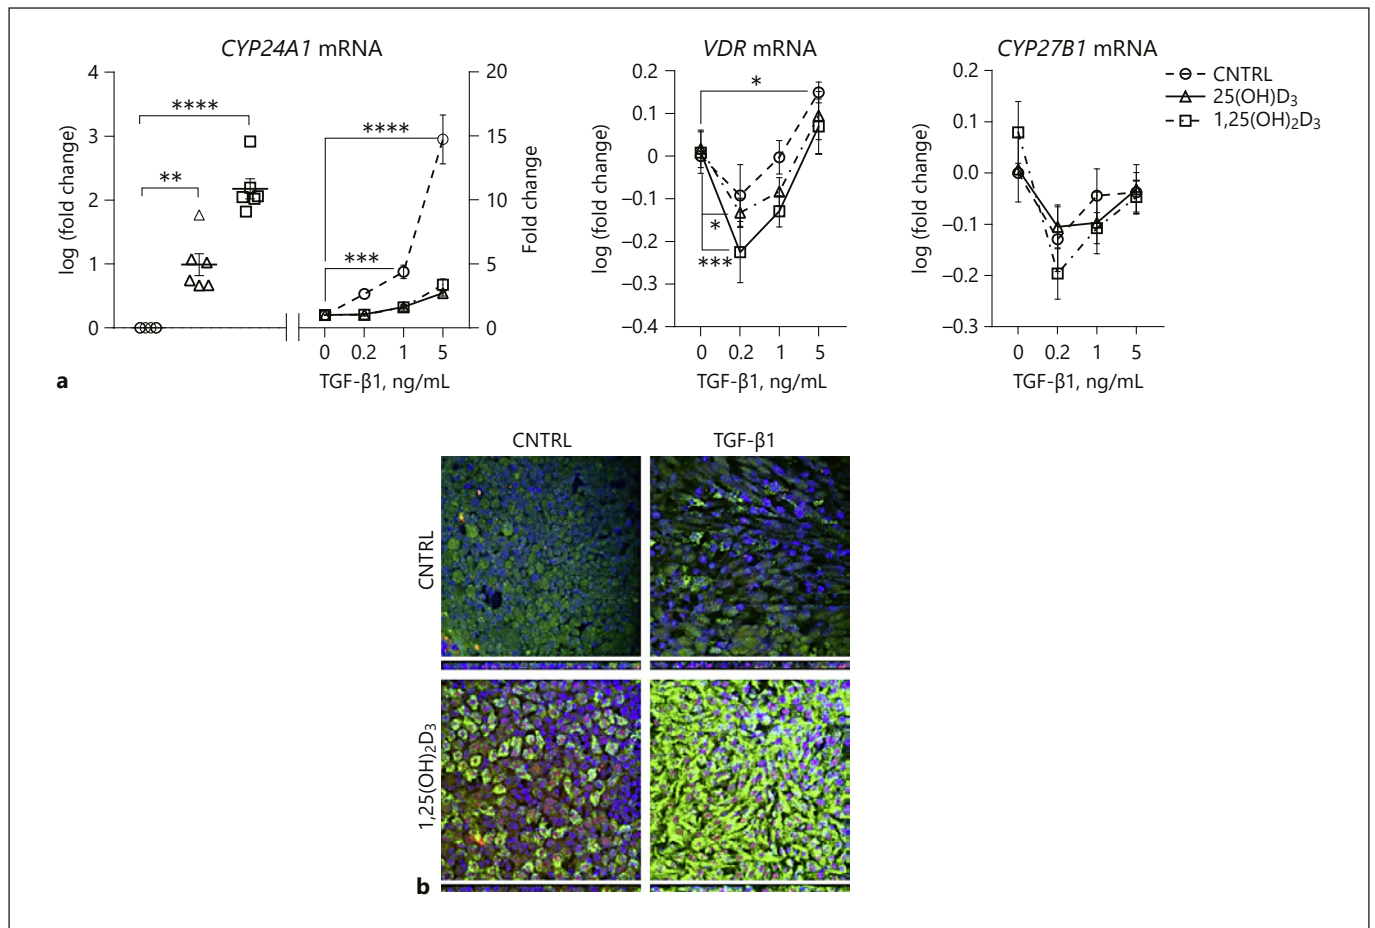 CYP24A1 mRNA
4
3
2
1
0
log (fold change)
****
**
20
15
10
5
0
Fold change
****
***
0 0.2 1 5
TGF-β1, ng/mL
VDR mRNA
0.2
0.1
0
–0.1
–0.2
–0.3
–0.4
log (fold change)
*
*
***
0 0.2 1 5
TGF-β1, ng/mL
CYP27B1 mRNA
0.2
0.1
0.0
–0.1
–0.2
–0.3
log (fold change)
0 0.2 1 5
TGF-β1, ng/mL
CNTRL
25(OH)D₃
1,25(OH)₂D₃
a
CNTRL TGF-β1
CNTRL
1,25(OH)₂D₃
b